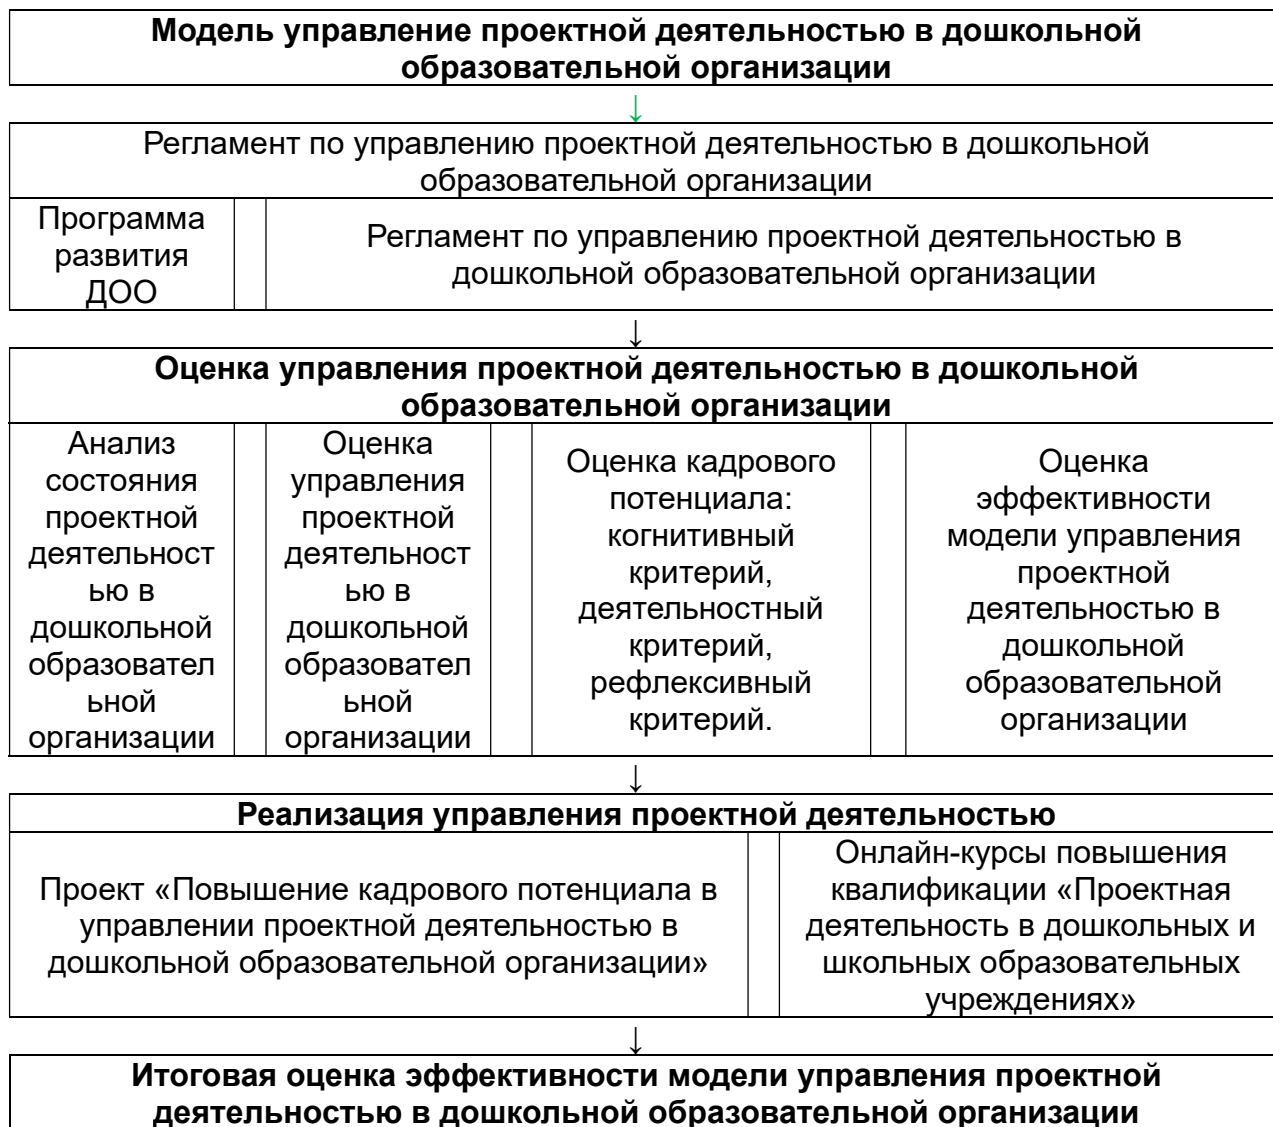 Модель управление проектной деятельностью в дошкольной
образовательной организации
↓
Регламент по управлению проектной деятельностью в дошкольной
образовательной организации
Программа
развития
ДОО
Регламент по управлению проектной деятельностью в
дошкольной образовательной организации
↓
Оценка управления проектной деятельностью в дошкольной
образовательной организации
Анализ
состояния
проектной
деятельност
ью в
дошкольной
образовател
ьной
организации
Оценка
управления
проектной
деятельност
ью в
дошкольной
образовател
ьной
организации
Оценка кадрового
потенциала:
когнитивный
критерий,
деятельностный
критерий,
рефлексивный
критерий.
Оценка
эффективности
модели управления
проектной
деятельностью в
дошкольной
образовательной
организации
↓
Реализация управления проектной деятельностью
Проект «Повышение кадрового потенциала в
управлении проектной деятельностью в
дошкольной образовательной организации»
Онлайн-курсы повышения
квалификации «Проектная
деятельность в дошкольных и
школьных образовательных
учреждениях»
↓
Итоговая оценка эффективности модели управления проектной
деятельностью в дошкольной образовательной организации